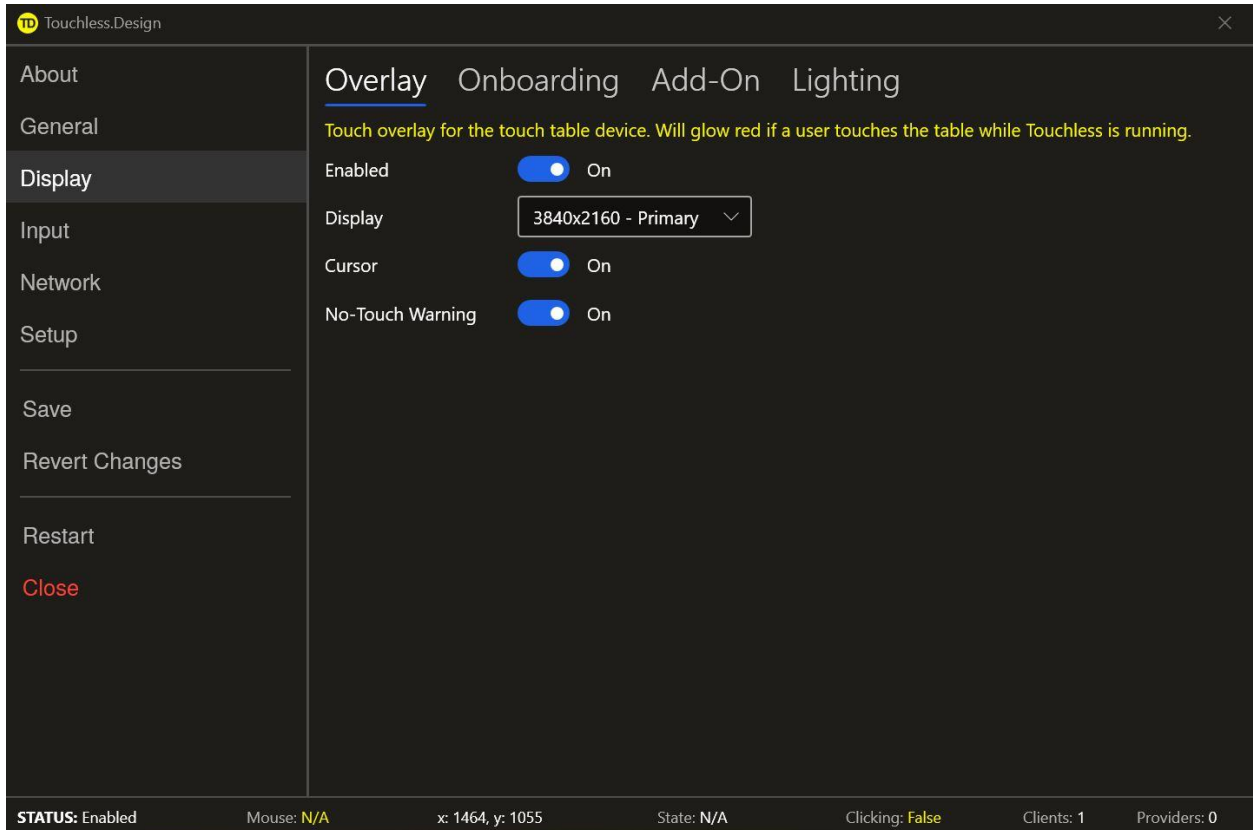 TD Touchless.Design
About
General
Display
Input
Network
Setup
Save
Revert Changes
Restart
Close
Overlay Onboarding Add-On Lighting
Touch overlay for the touch table device. Will glow red if a user touches the table while Touchless is running.
Enabled On
Display 3840x2160 - Primary
Cursor On
No-Touch Warning On
STATUS: Enabled Mouse: N/A x: 1464, y: 1055 State: N/A Clicking: False Clients: 1 Providers: 0